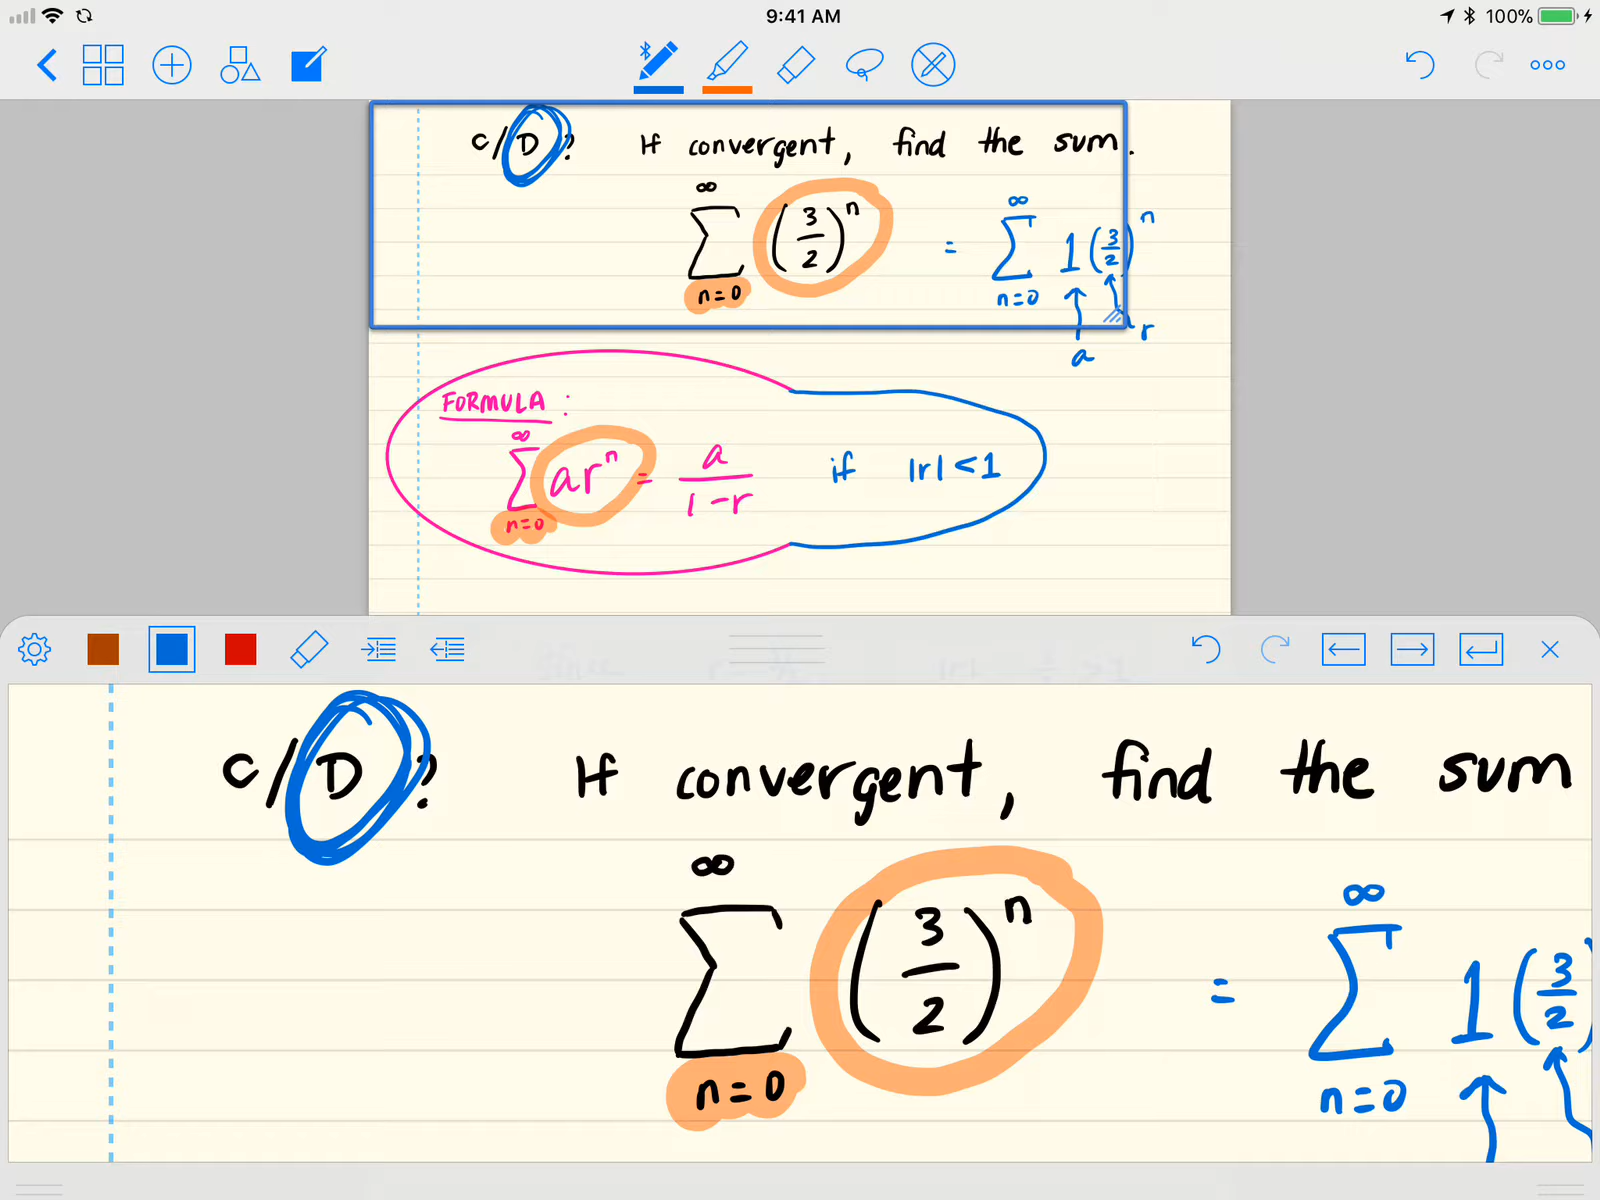 9:41 AM
100%
C/D? If convergent, find the sum.
∞ ∞
∑ (3/2)ⁿ = ∑ 1(3/2)ⁿ
n=0 n=0
a r
FORMULA:
∞
∑ arⁿ = a/(1-r) if |r|<1
n=0
C/D? If convergent, find the sum
∞ ∞
∑ (3/2)ⁿ = ∑ 1(3/2)
n=0 n=0